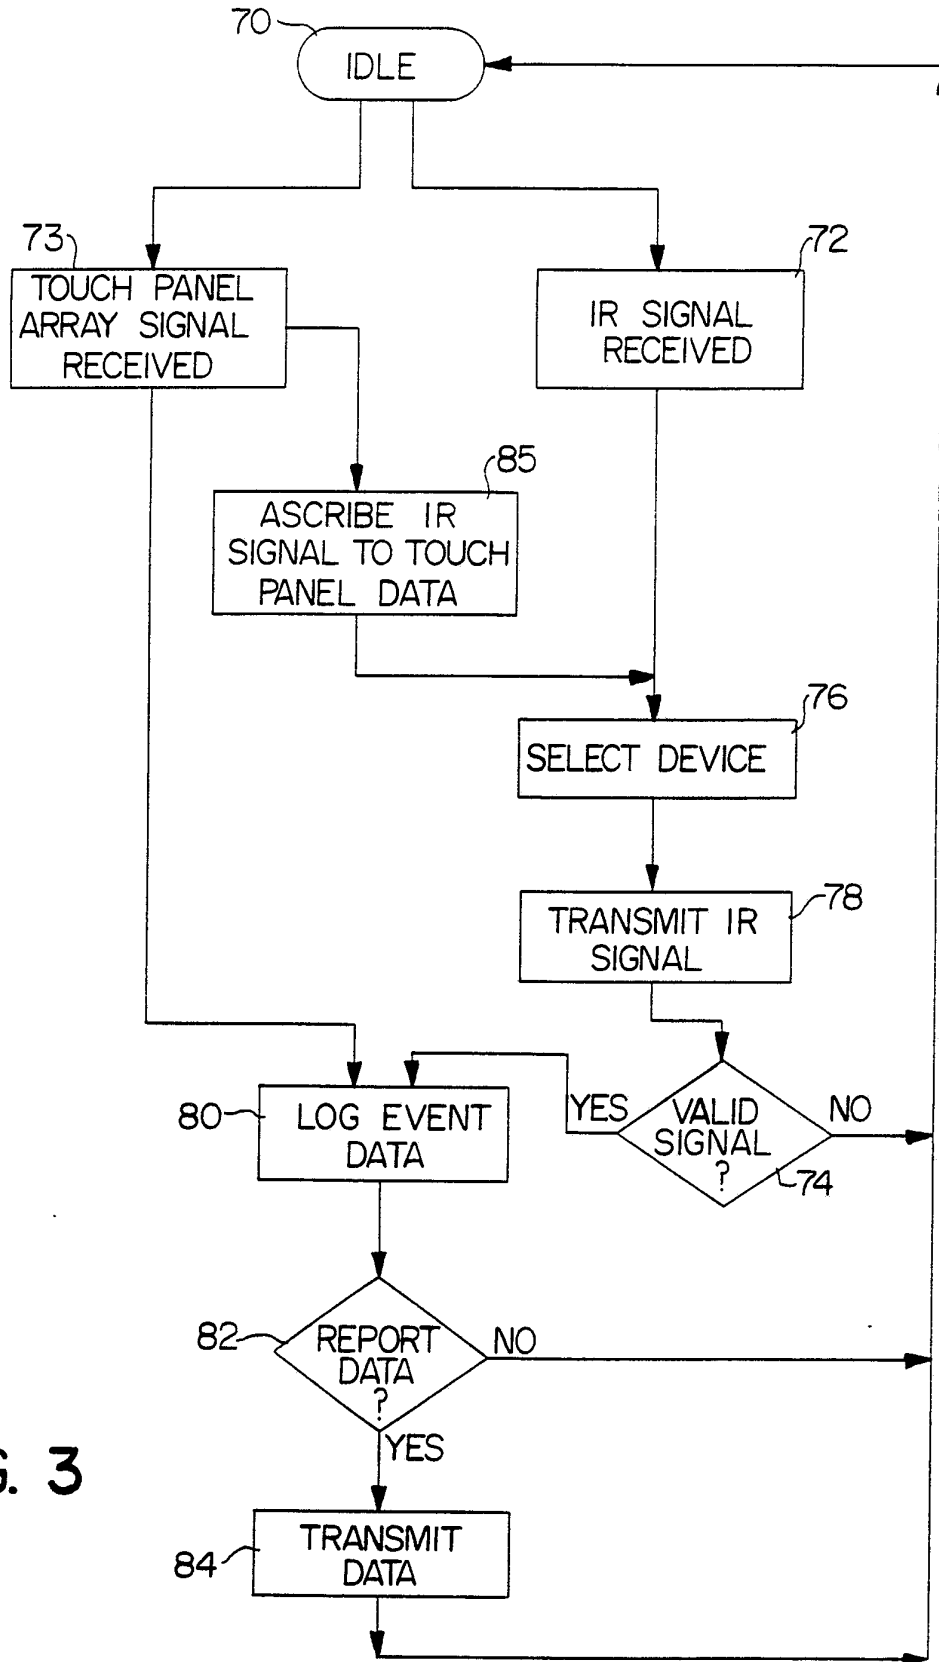 70
IDLE
73
TOUCH PANEL
ARRAY SIGNAL
RECEIVED
72
IR SIGNAL
RECEIVED
85
ASCRIBE IR
SIGNAL TO TOUCH
PANEL DATA
76
SELECT DEVICE
78
TRANSMIT IR
SIGNAL
80
LOG EVENT
DATA
YES
VALID
SIGNAL
?
NO
74
82
REPORT
DATA
?
NO
YES
G. 3
84
TRANSMIT
DATA